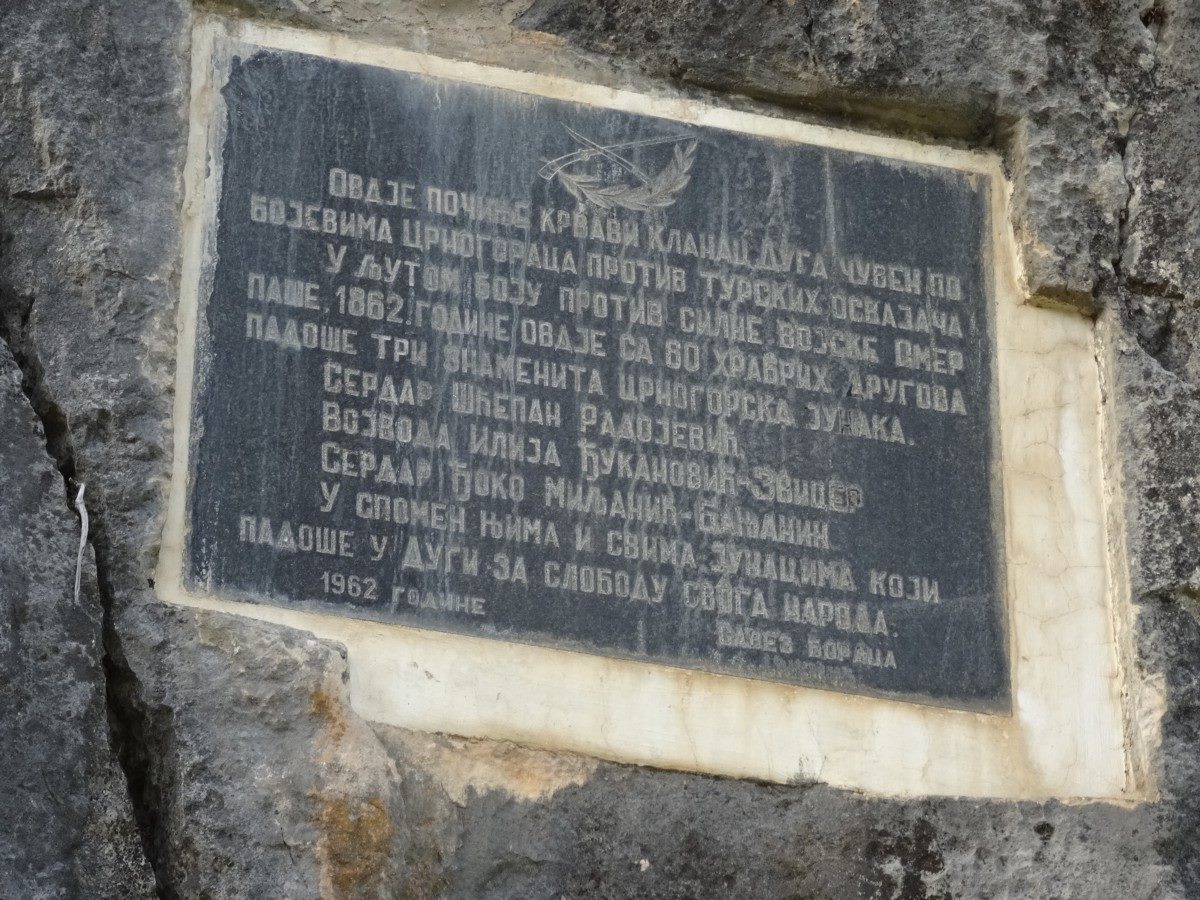 ОВДЈЕ ПОЧИЊЕ КРВАВИ КЛАНАЦ ДУГА ЧУВЕН ПО
БОЈЕВИМА ЦРНОГОРАЦА ПРОТИВ ТУРСКИХ ОСВАЈАЧА
У ЉУТОМ БОЈУ ПРОТИВ СИЛНЕ ВОЈСКЕ ОМЕР
ПАШЕ, 1862. ГОДИНЕ ОВДЈЕ СА 60 ХРАБРИХ ДРУГОВА
ПАДОШЕ ТРИ ЗНАМЕНИТА ЦРНОГОРСКА ЈУНАКА.
СЕРДАР ШЋЕПАН РАДОЈЕВИЋ
ВОЈВОДА ИЛИЈА ЂУКАНОВИЋ-ЗВИЦЕР
СЕРДАР ЂОКО МИЉАНИЋ-БАЊАНИН
У СПОМЕН ЊИМА И СВИМА ЈУНАЦИМА КОЈИ
ПАДОШЕ У ДУГИ ЗА СЛОБОДУ СВОГА НАРОДА.
1962 ГОДИНЕ
САВЕЗ БОРАЦА